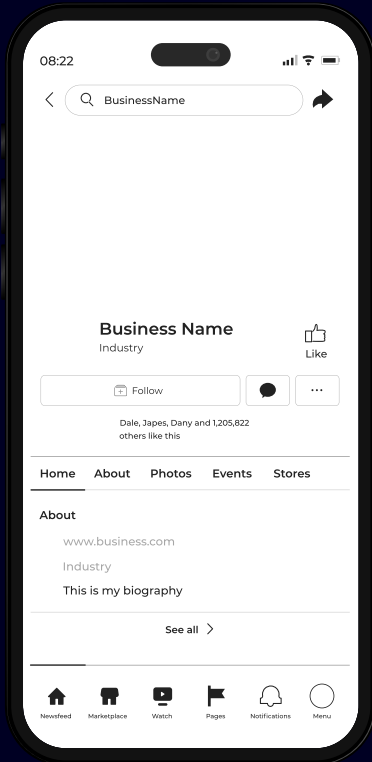 08:22
BusinessName
Business Name
Industry
Like
Follow
...
Dale, Japes, Dany and 1,205,822
others like this
Home About Photos Events Stores
About
www.business.com
Industry
This is my biography
See all
Newsfeed Marketplace Watch Pages Notifications Menu